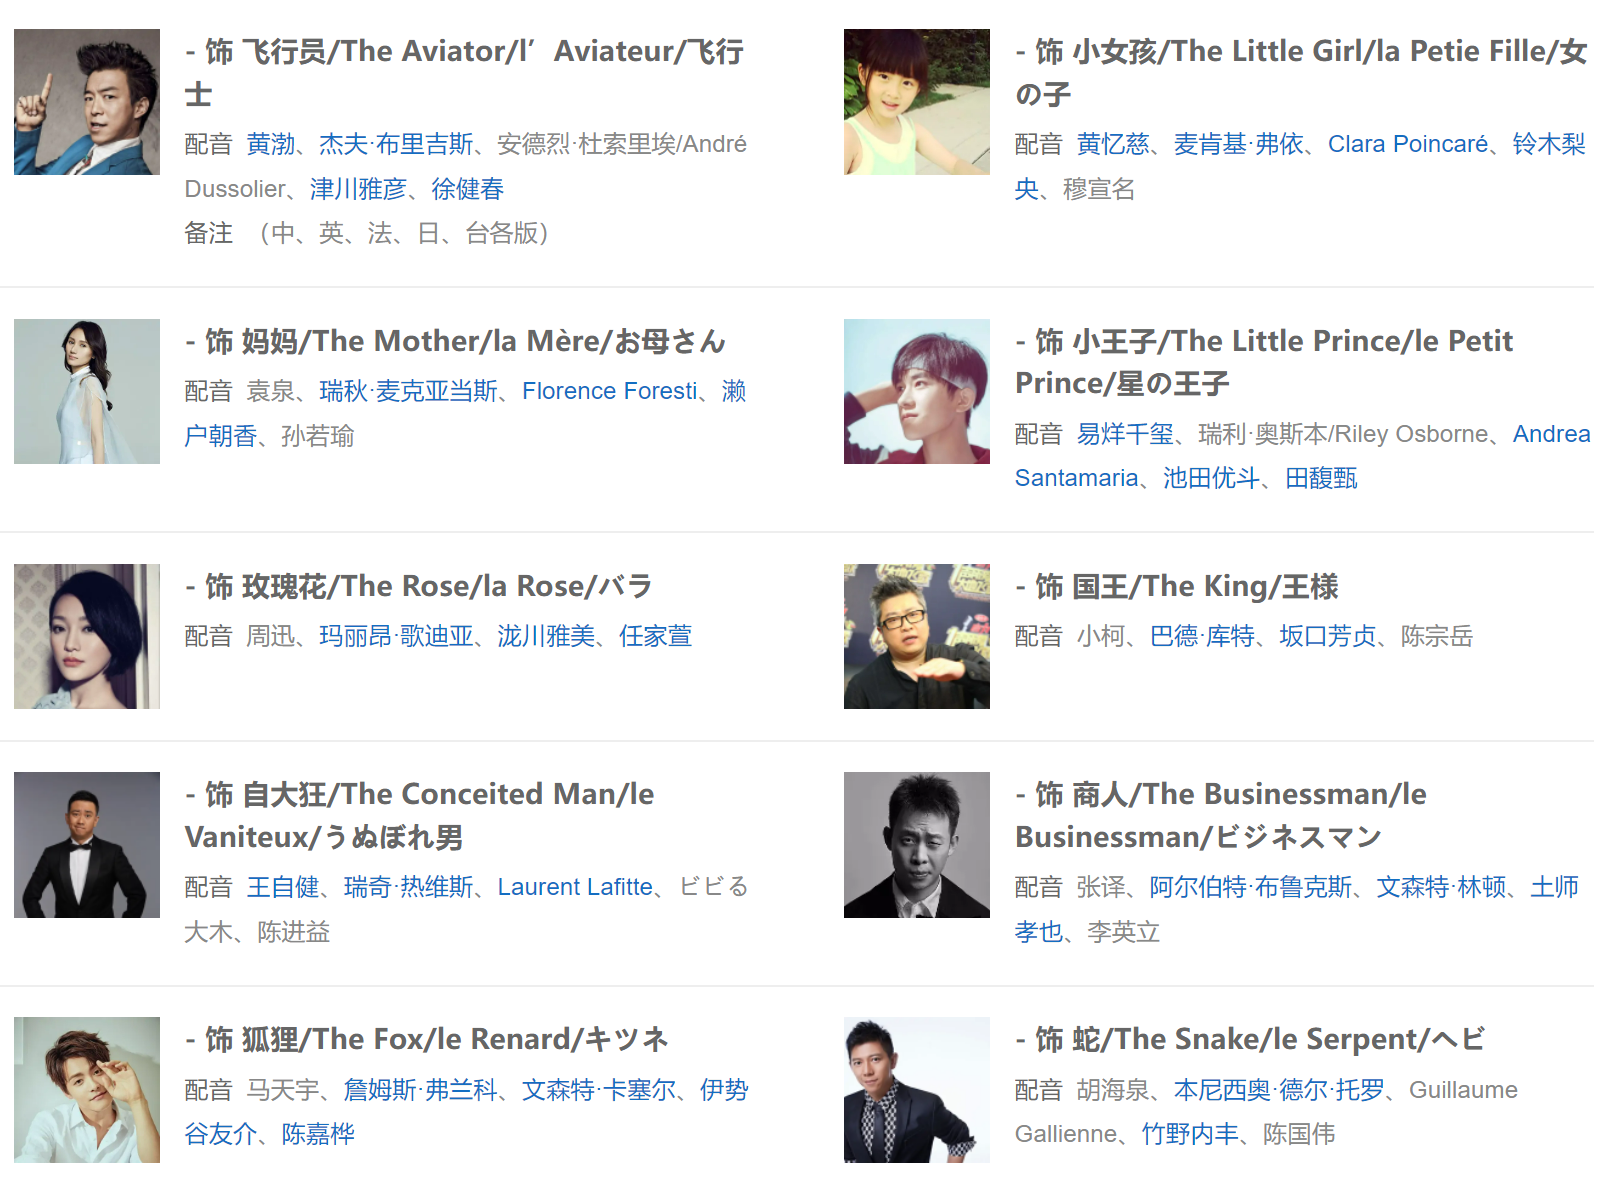 - 饰 飞行员/The Aviator/l’Aviateur/飞行
士
配音 黄渤、杰夫·布里吉斯、安德烈·杜索里埃/André
Dussolier、津川雅彦、徐健春
备注 （中、英、法、日、台各版）
- 饰 小女孩/The Little Girl/la Petie Fille/女
の子
配音 黄忆慈、麦肯基·弗依、Clara Poincaré、铃木梨
央、穆宣名
- 饰 妈妈/The Mother/la Mère/お母さん
配音 袁泉、瑞秋·麦克亚当斯、Florence Foresti、濑
户朝香、孙若瑜
- 饰 小王子/The Little Prince/le Petit
Prince/星の王子
配音 易烊千玺、瑞利·奥斯本/Riley Osborne、Andrea
Santamaria、池田优斗、田馥甄
- 饰 玫瑰花/The Rose/la Rose/バラ
配音 周迅、玛丽昂·歌迪亚、泷川雅美、任家萱
- 饰 国王/The King/王様
配音 小柯、巴德·库特、坂口芳贞、陈宗岳
- 饰 自大狂/The Conceited Man/le
Vaniteux/うぬぼれ男
配音 王自健、瑞奇·热维斯、Laurent Lafitte、ビビる
大木、陈进益
- 饰 商人/The Businessman/le
Businessman/ビジネスマン
配音 张译、阿尔伯特·布鲁克斯、文森特·林顿、土师
孝也、李英立
- 饰 狐狸/The Fox/le Renard/キツネ
配音 马天宇、詹姆斯·弗兰科、文森特·卡塞尔、伊势
谷友介、陈嘉桦
- 饰 蛇/The Snake/le Serpent/ヘビ
配音 胡海泉、本尼西奥·德尔·托罗、Guillaume
Gallienne、竹野内丰、陈国伟